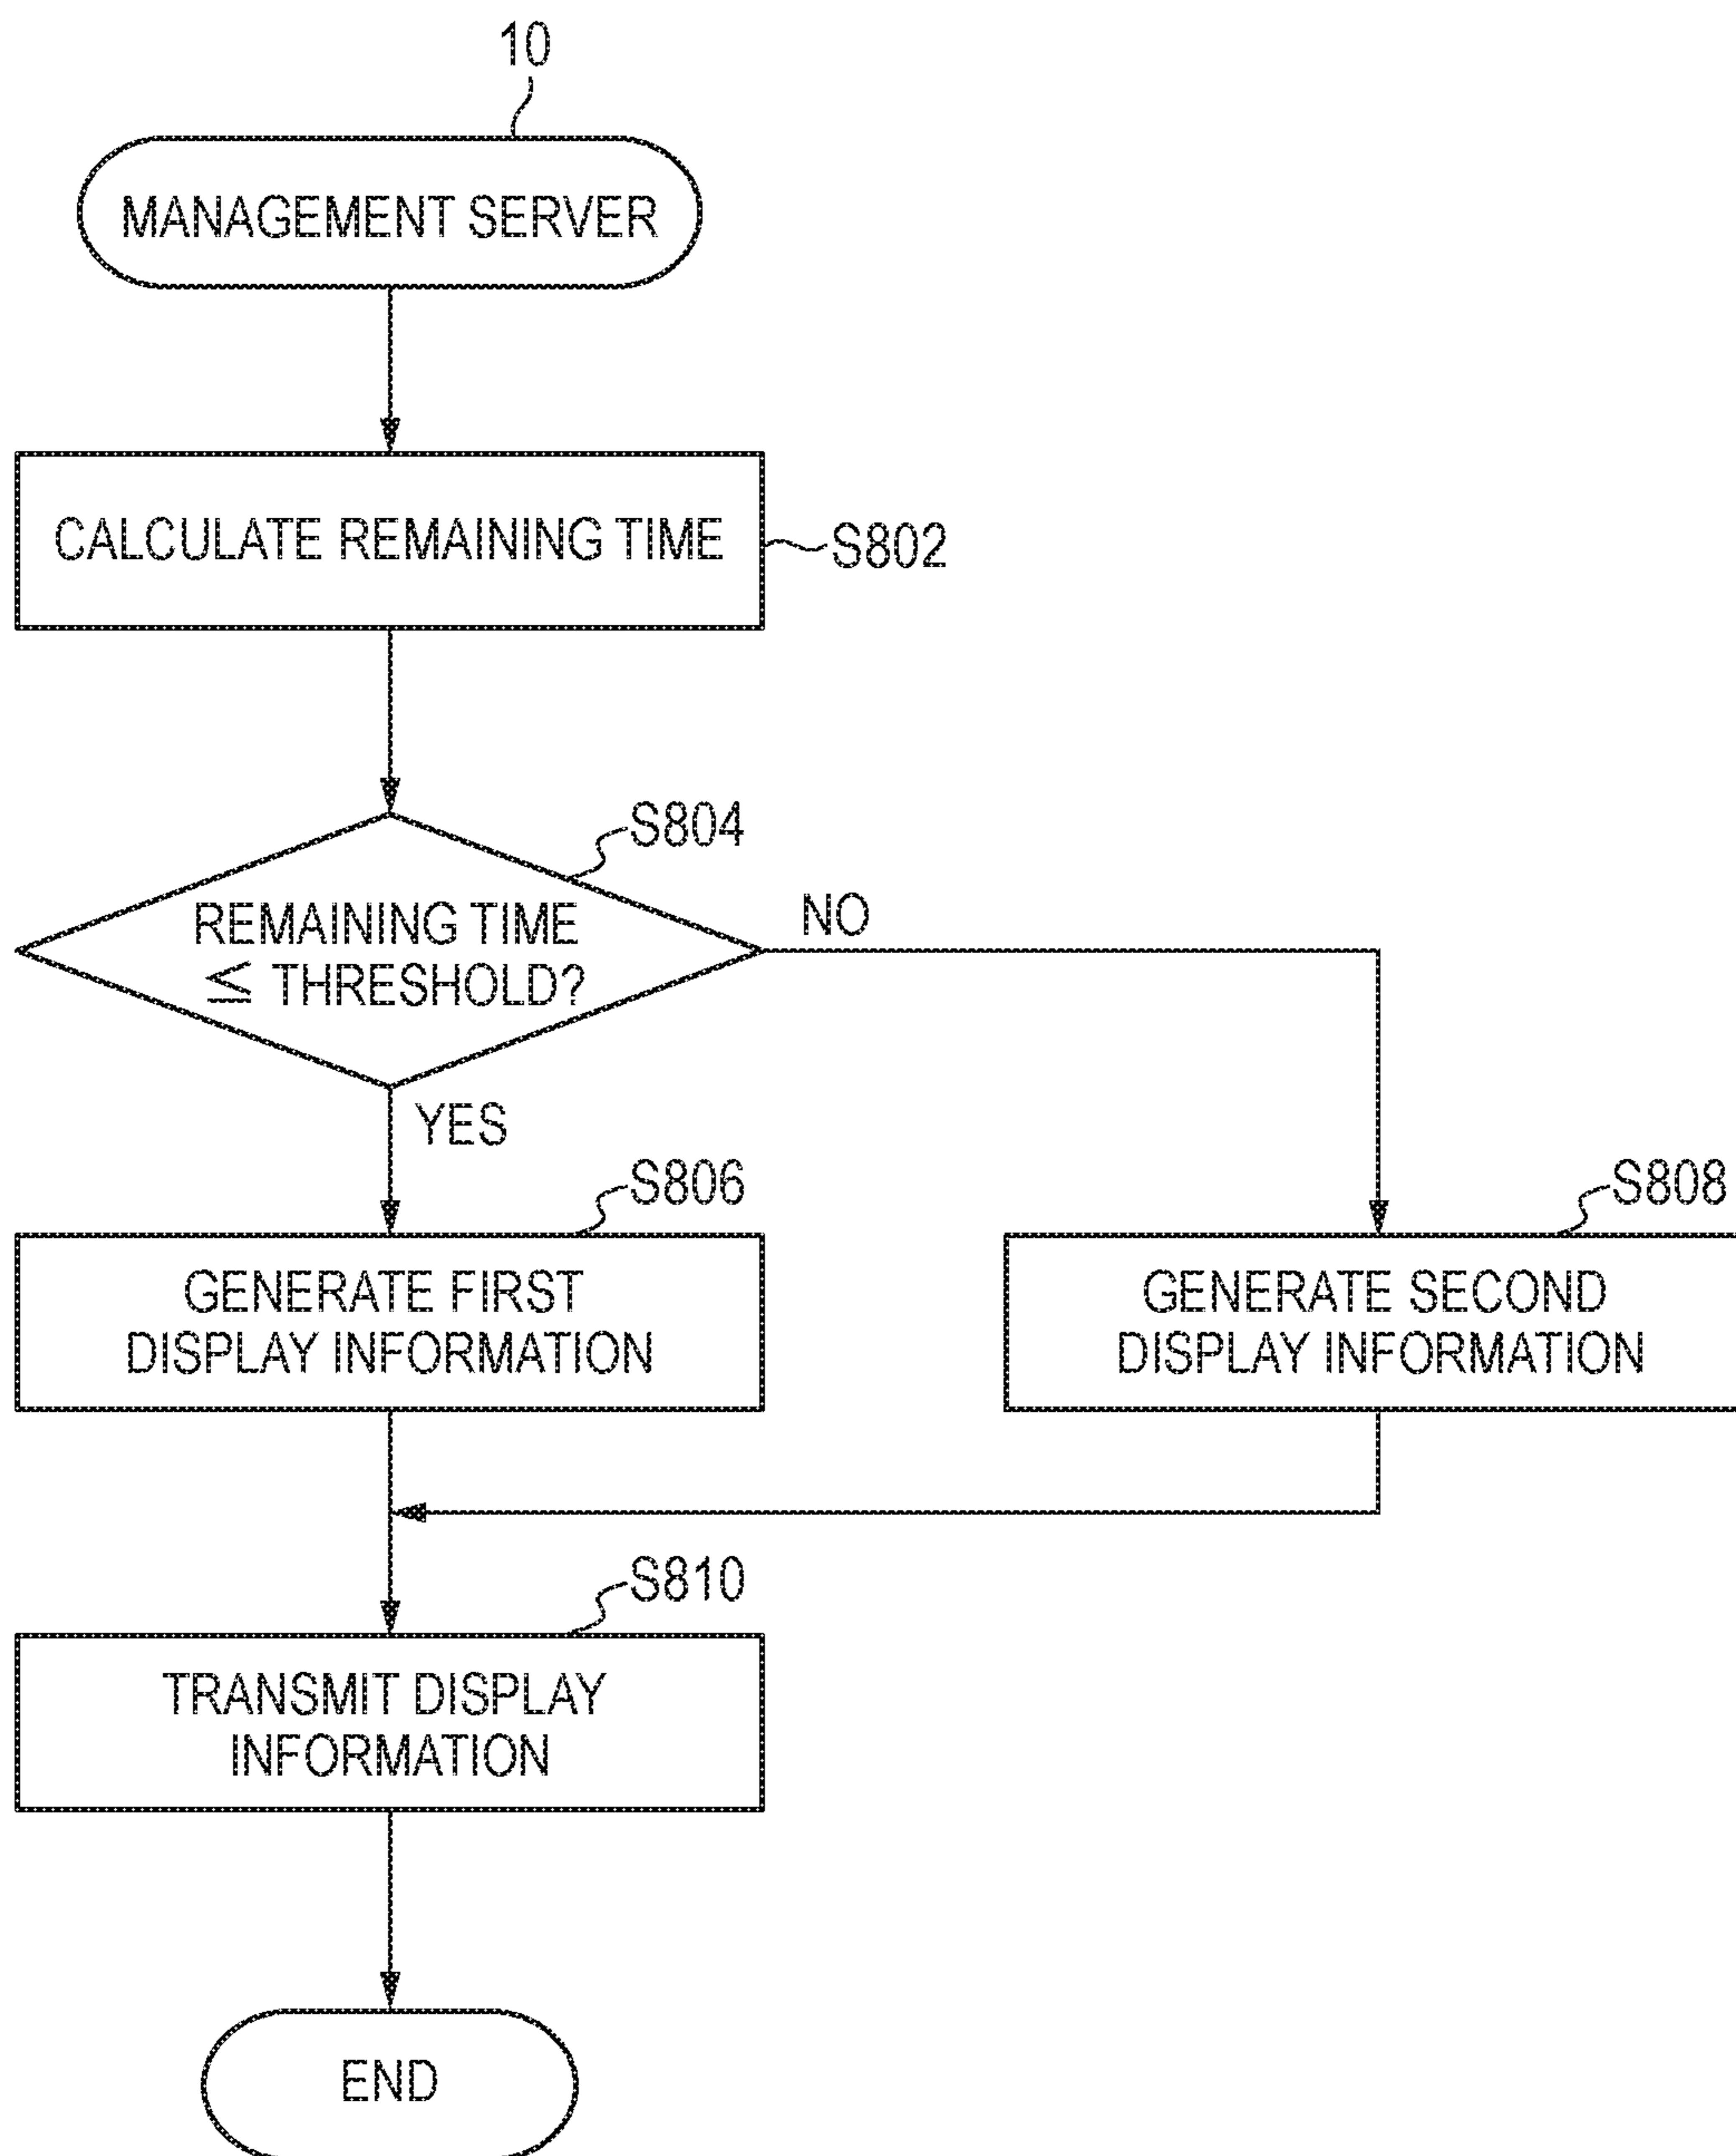 10
MANAGEMENT SERVER
CALCULATE REMAINING TIME
S802
S804
REMAINING TIME
≤ THRESHOLD?
NO
YES
S806
S808
GENERATE FIRST
DISPLAY INFORMATION
GENERATE SECOND
DISPLAY INFORMATION
S810
TRANSMIT DISPLAY
INFORMATION
END